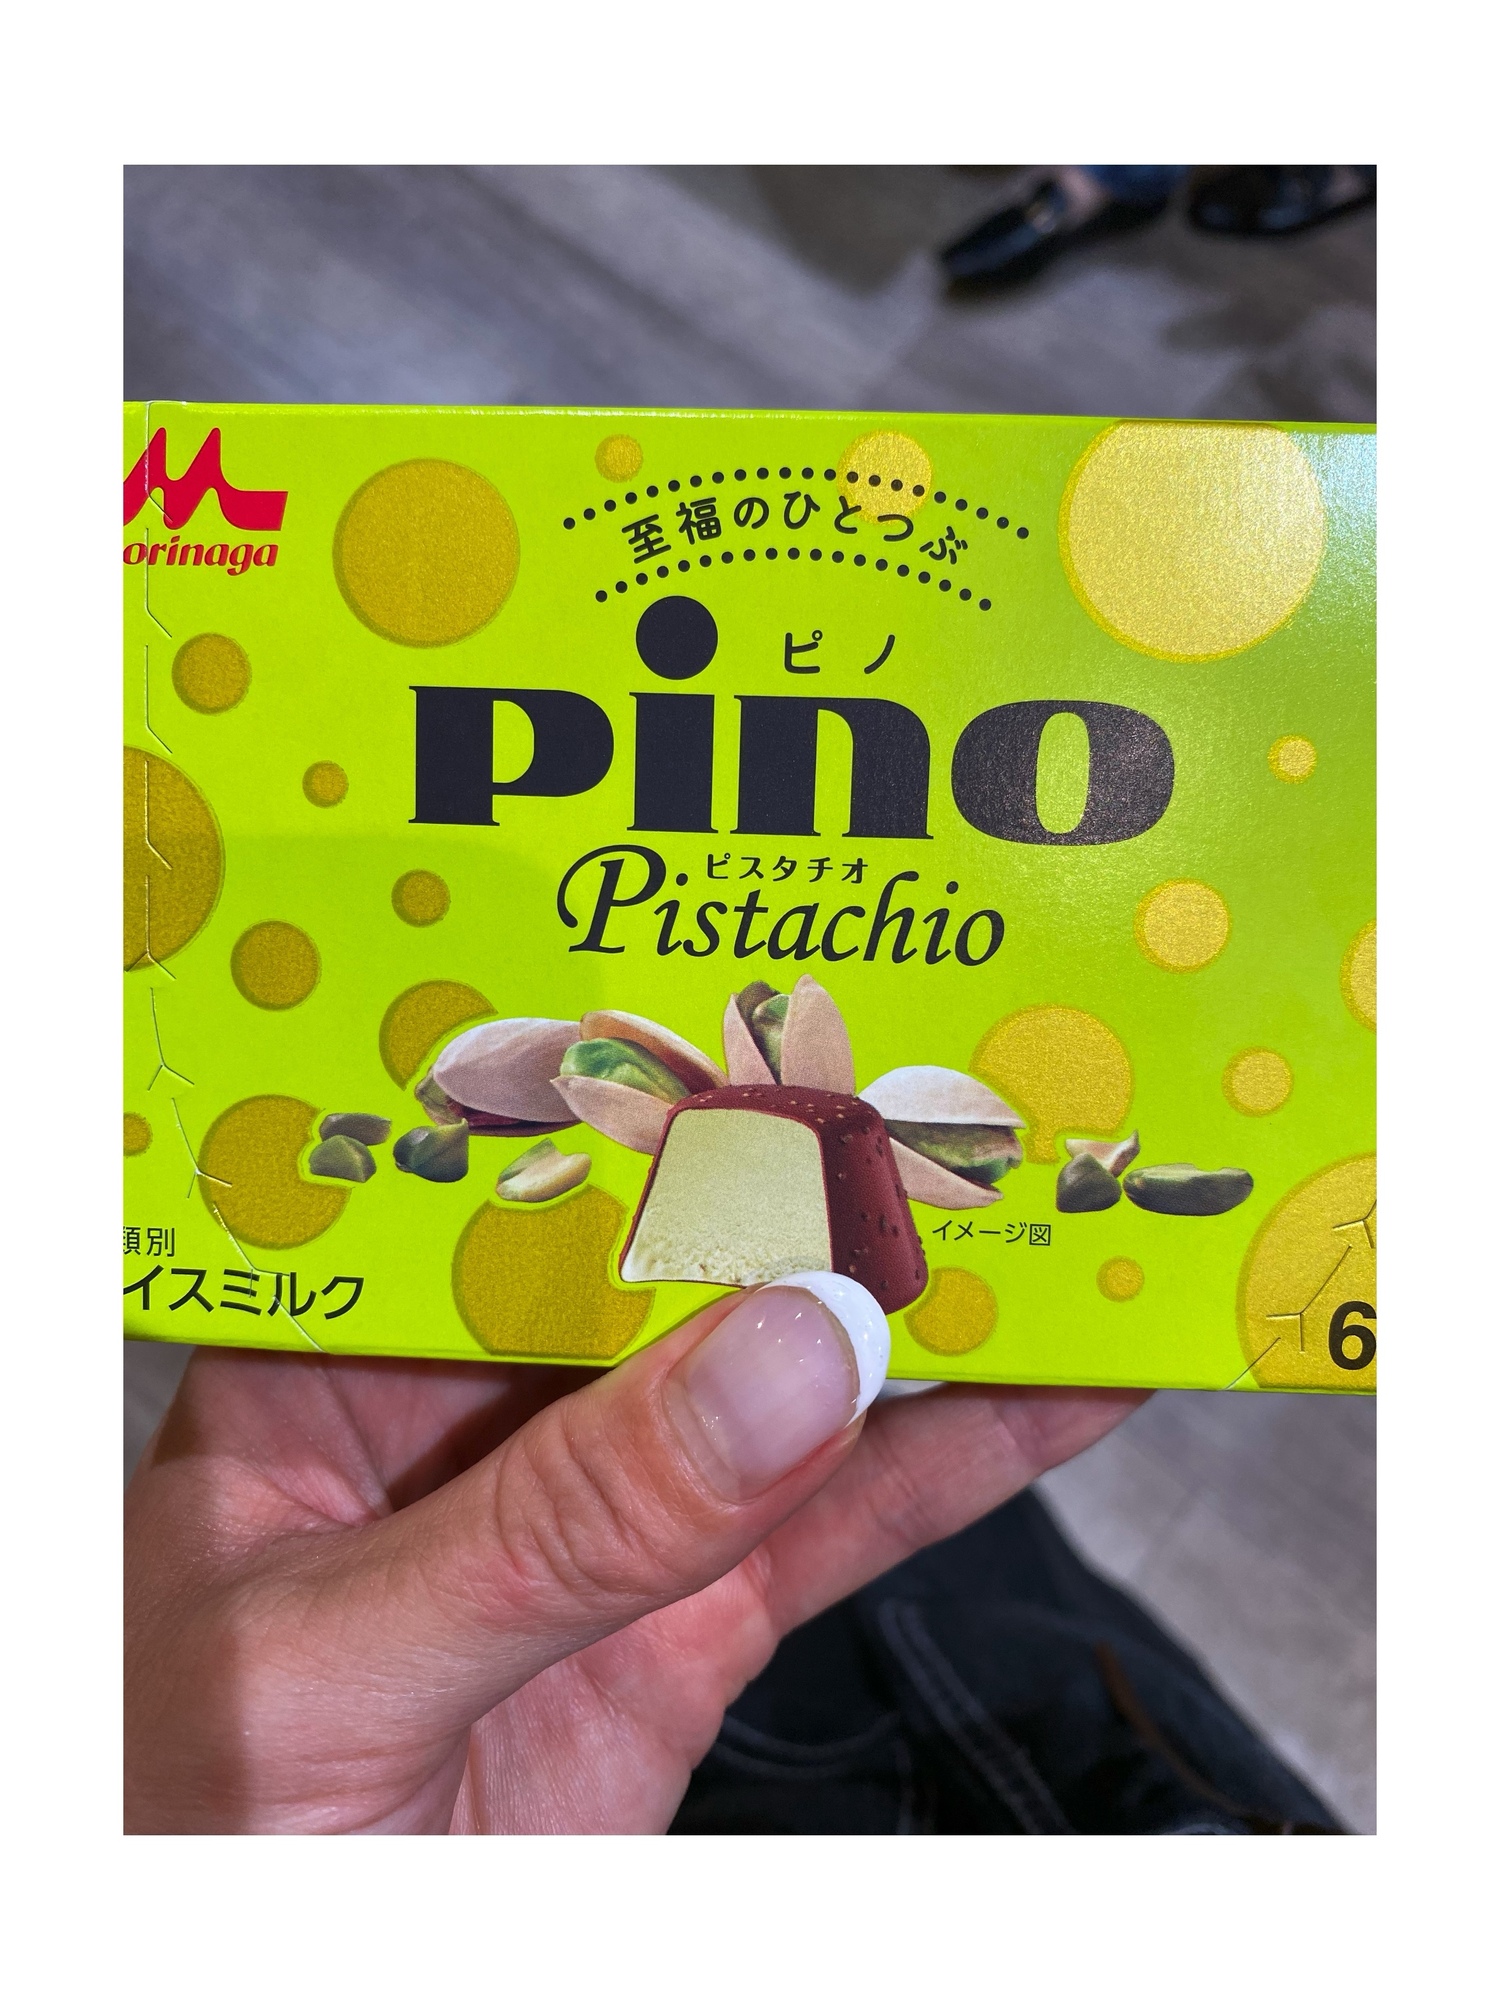 orinaga
至福のひとつぶ
ピノ
pino
ピスタチオ
Pistachio
イメージ図
類別
イスミルク
6